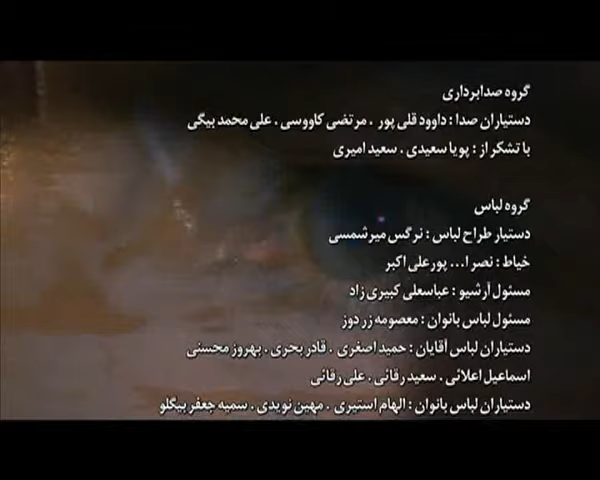 گروه صدابرداری
دستیاران صدا : داوود قلی پور . مرتضی کاووسی . علی محمد بیگی
با تشکر از : پویا سعیدی . سعید امیری
گروه لباس
دستیار طراح لباس : نرگس میرشمسی
خیاط : نصر ا... پورعلی اکبر
مسئول آرشیو : عباسعلی کبیری زاد
مسئول لباس بانوان : معصومه زر دوز
دستیاران لباس آقایان : حمید اصغری . قادر بحری . بهروز محسنی
اسماعیل اعلائی . سعید رقائی . علی رقائی
دستیاران لباس بانوان : الهام استیری . مهین نویدی . سمیه جعفر بیگلو